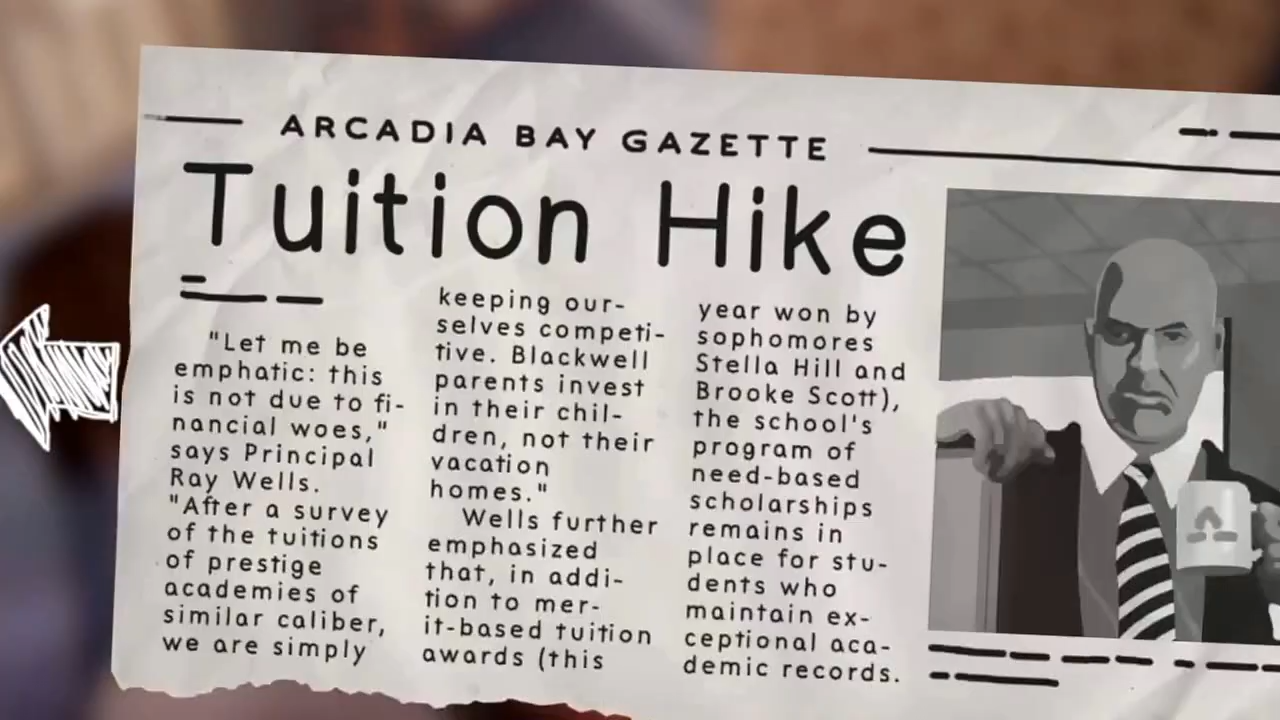 ARCADIA BAY GAZETTE
Tuition Hike
"Let me be
emphatic: this
is not due to fi-
nancial woes,"
says Principal
Ray Wells.
"After a survey
of the tuitions
of prestige
academies of
similar caliber,
we are simply
keeping our-
selves competi-
tive. Blackwell
parents invest
in their chil-
dren, not their
vacation
homes."
Wells further
emphasized
that, in addi-
tion to mer-
it-based tuition
awards (this
year won by
sophomores
Stella Hill and
Brooke Scott),
the school's
program of
need-based
scholarships
remains in
place for stu-
dents who
maintain ex-
ceptional aca-
demic records.